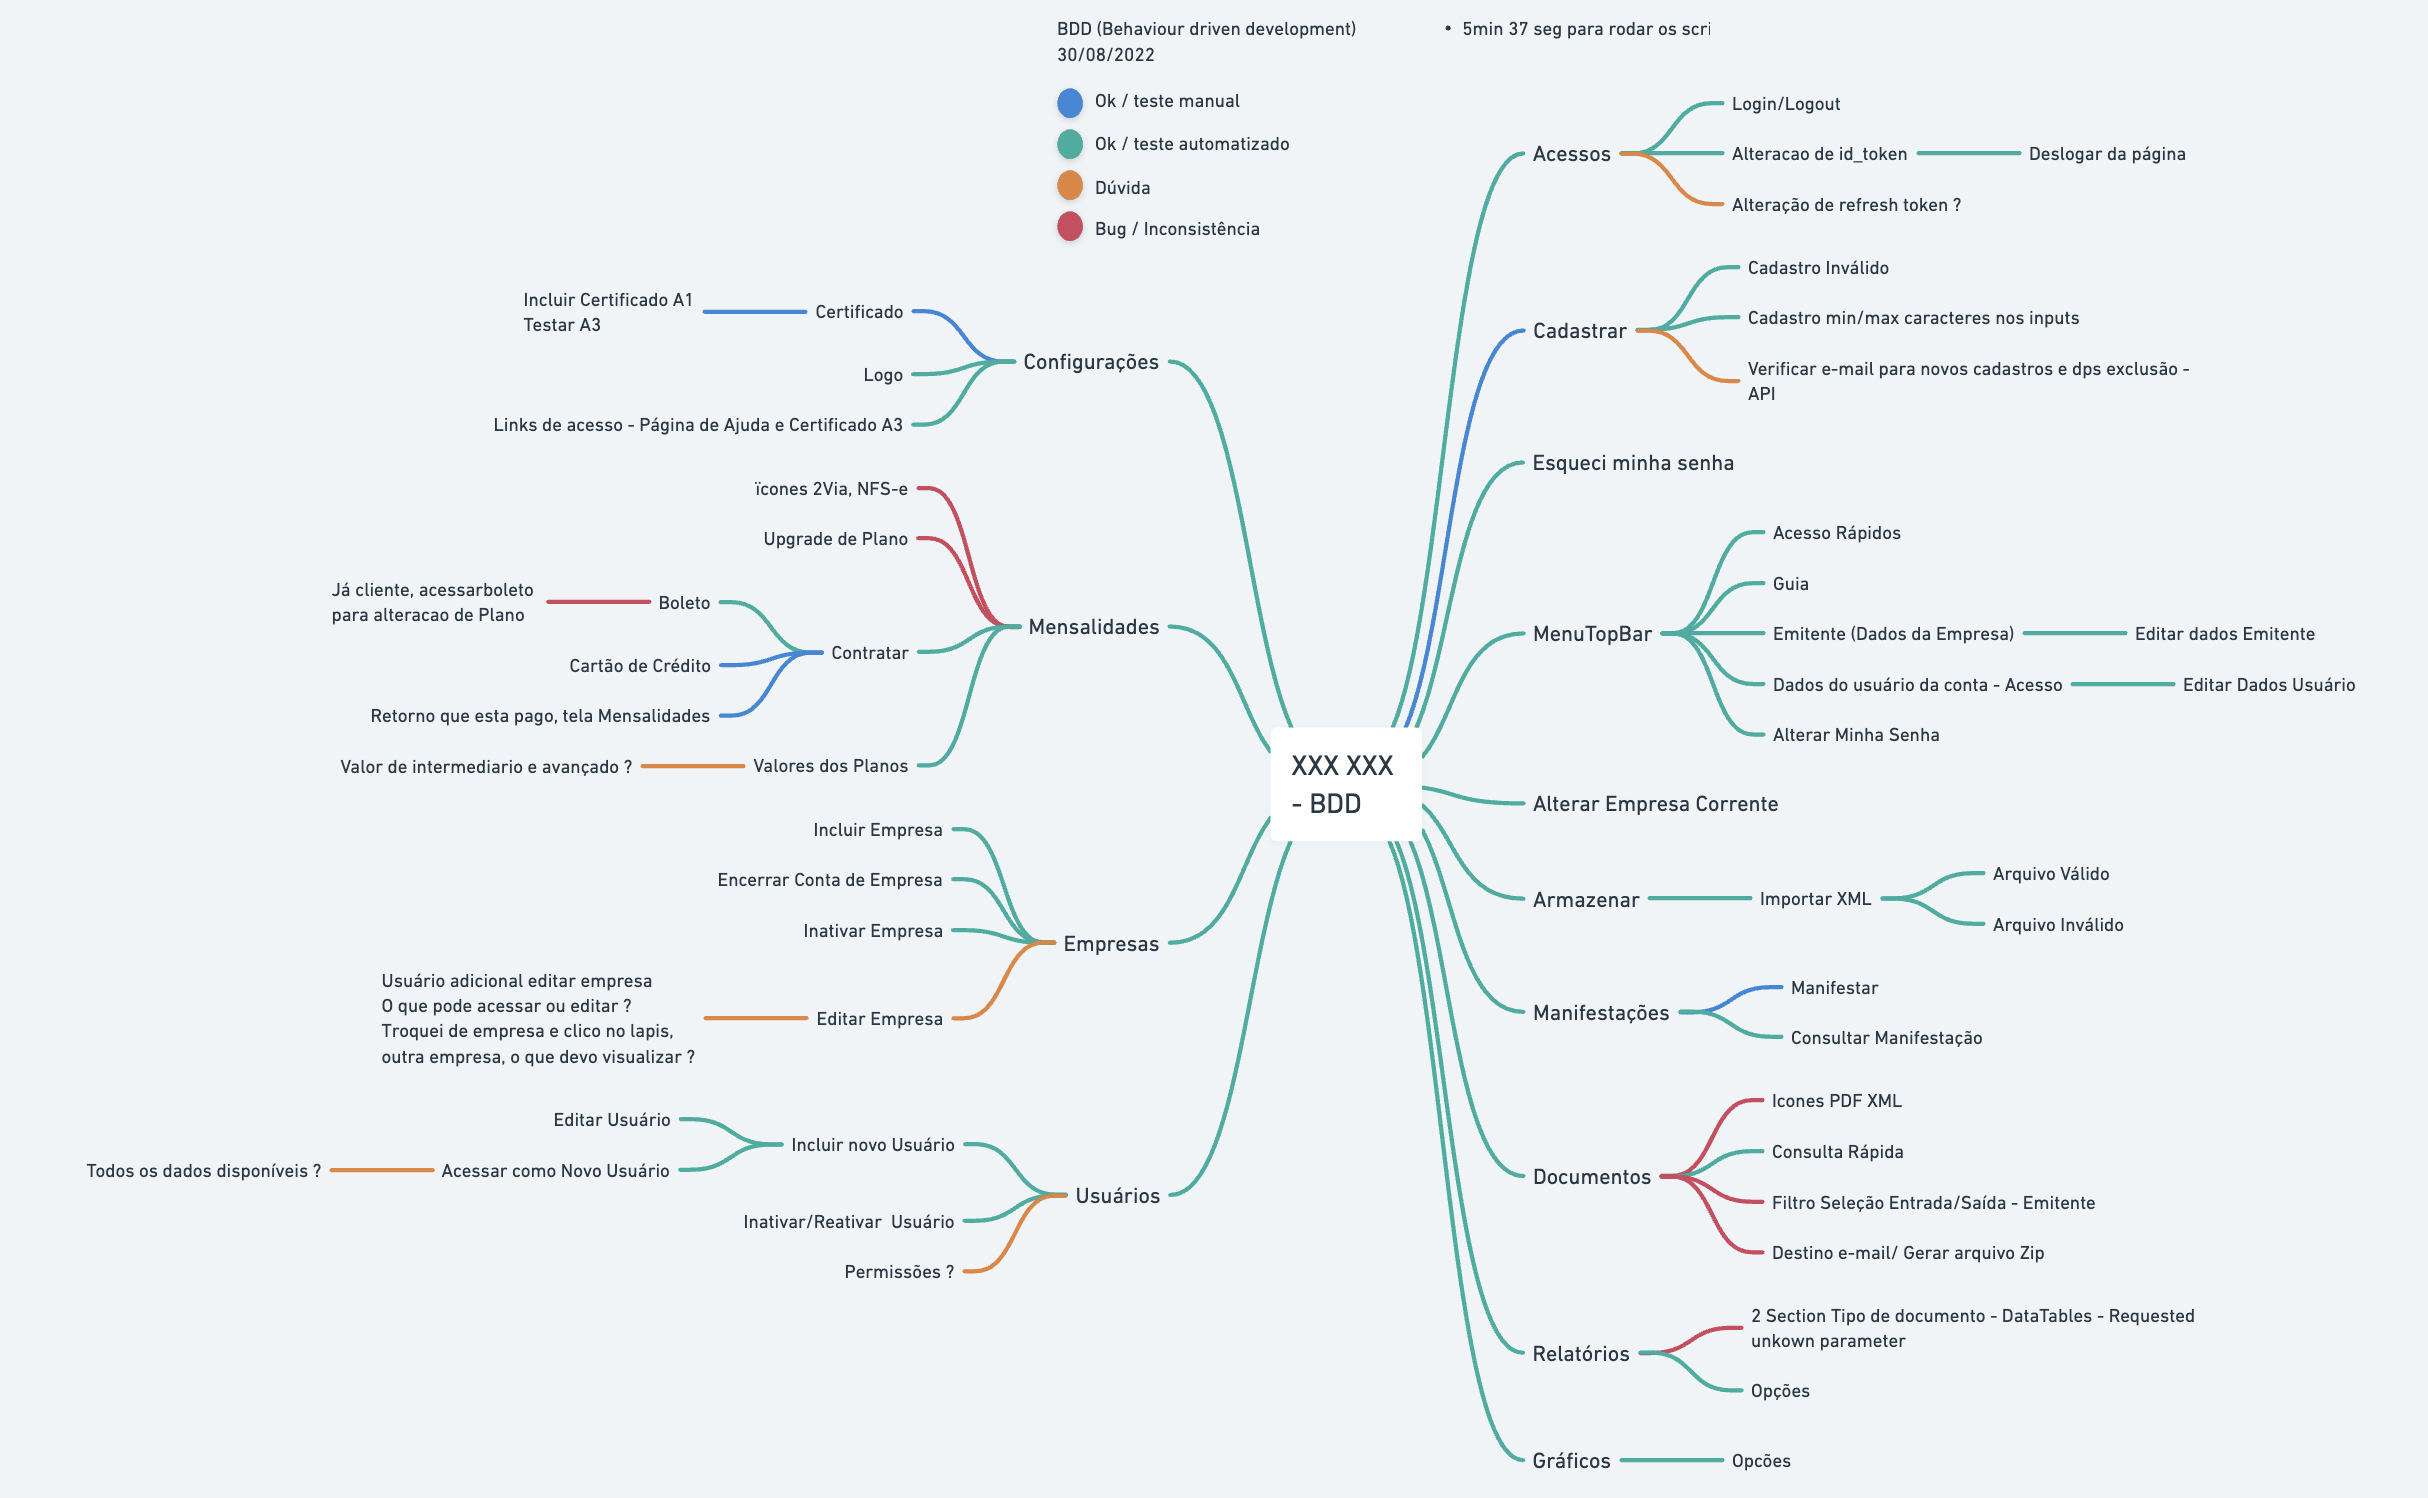 BDD (Behaviour driven development)
30/08/2022
• 5min 37 seg para rodar os scri
Ok / teste manual
Ok / teste automatizado
Dúvida
Bug / Inconsistência
XXX XXX
- BDD
Acessos
Login/Logout
Alteracao de id_token
Deslogar da página
Alteração de refresh token ?
Cadastrar
Cadastro Inválido
Cadastro min/max caracteres nos inputs
Verificar e-mail para novos cadastros e dps exclusão -
API
Esqueci minha senha
MenuTopBar
Acesso Rápidos
Guia
Emitente (Dados da Empresa)
Editar dados Emitente
Dados do usuário da conta - Acesso
Editar Dados Usuário
Alterar Minha Senha
Alterar Empresa Corrente
Armazenar
Importar XML
Arquivo Válido
Arquivo Inválido
Manifestações
Manifestar
Consultar Manifestação
Documentos
Icones PDF XML
Consulta Rápida
Filtro Seleção Entrada/Saída - Emitente
Destino e-mail/ Gerar arquivo Zip
Relatórios
2 Section Tipo de documento - DataTables - Requested
unkown parameter
Opções
Gráficos
Opcões
Configurações
Certificado
Incluir Certificado A1
Testar A3
Logo
Links de acesso - Página de Ajuda e Certificado A3
Mensalidades
ïcones 2Via, NFS-e
Upgrade de Plano
Contratar
Boleto
Já cliente, acessarboleto
para alteracao de Plano
Cartão de Crédito
Retorno que esta pago, tela Mensalidades
Valores dos Planos
Valor de intermediario e avançado ?
Empresas
Incluir Empresa
Encerrar Conta de Empresa
Inativar Empresa
Editar Empresa
Usuário adicional editar empresa
O que pode acessar ou editar ?
Troquei de empresa e clico no lapis,
outra empresa, o que devo visualizar ?
Usuários
Incluir novo Usuário
Editar Usuário
Acessar como Novo Usuário
Todos os dados disponíveis ?
Inativar/Reativar  Usuário
Permissões ?